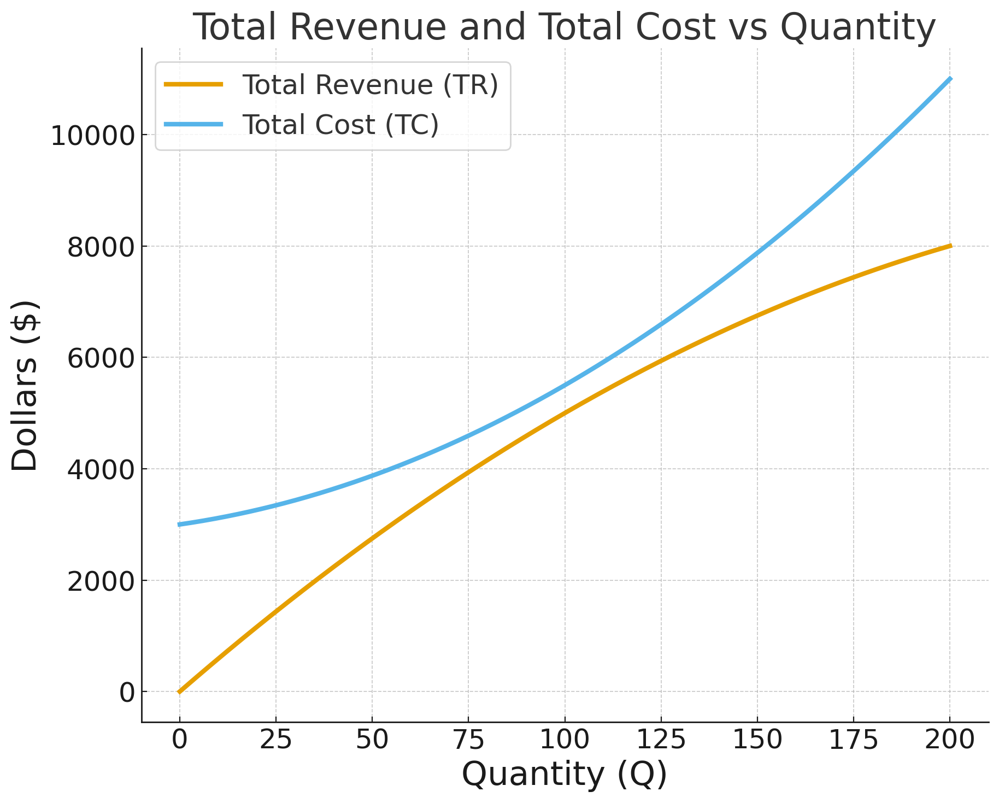 Total Revenue and Total Cost vs Quantity
Total Revenue (TR)
Total Cost (TC)
Dollars ($)
10000
8000
6000
4000
2000
0
0 25 50 75 100 125 150 175 200
Quantity (Q)